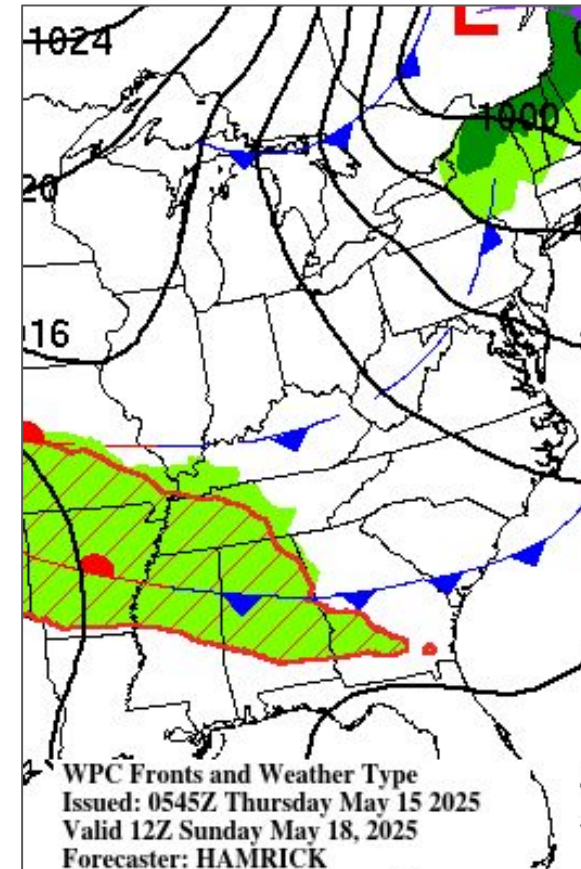 1024
L
1000
20
16
WPC Fronts and Weather Type
Issued: 0545Z Thursday May 15 2025
Valid 12Z Sunday May 18, 2025
Forecaster: HAMRICK